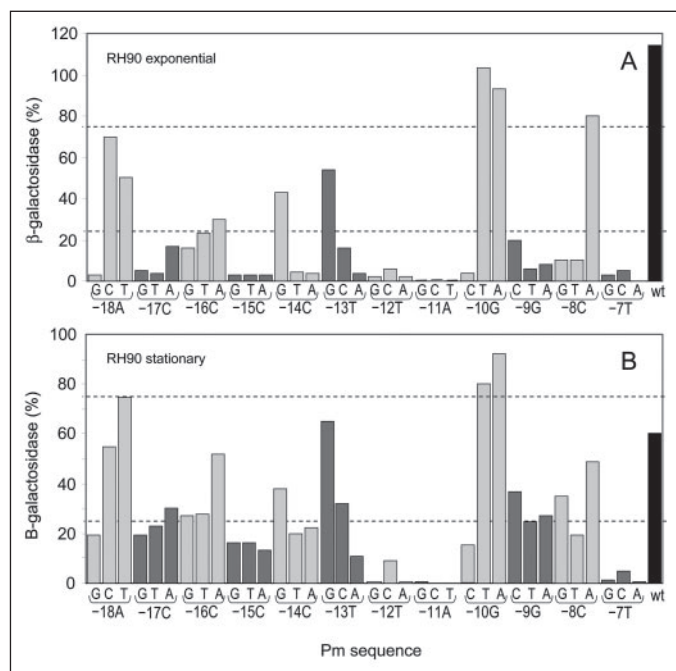 120
100
80
60
40
20
0
β-galactosidase (%)
RH90 exponential
A
G C T G T A G T A G T A G T A G C A G C A G C T C T A C T A G T A G C A wt
−18A −17C −16C −15C −14C −13T −12T −11A −10G −9G −8C −7T
100
80
60
40
20
0
B-galactosidase (%)
RH90 stationary
B
G C T G T A G T A G T A G T A G C A G C A G C T C T A C T A G T A G C A wt
−18A −17C −16C −15C −14C −13T −12T −11A −10G −9G −8C −7T
Pm sequence